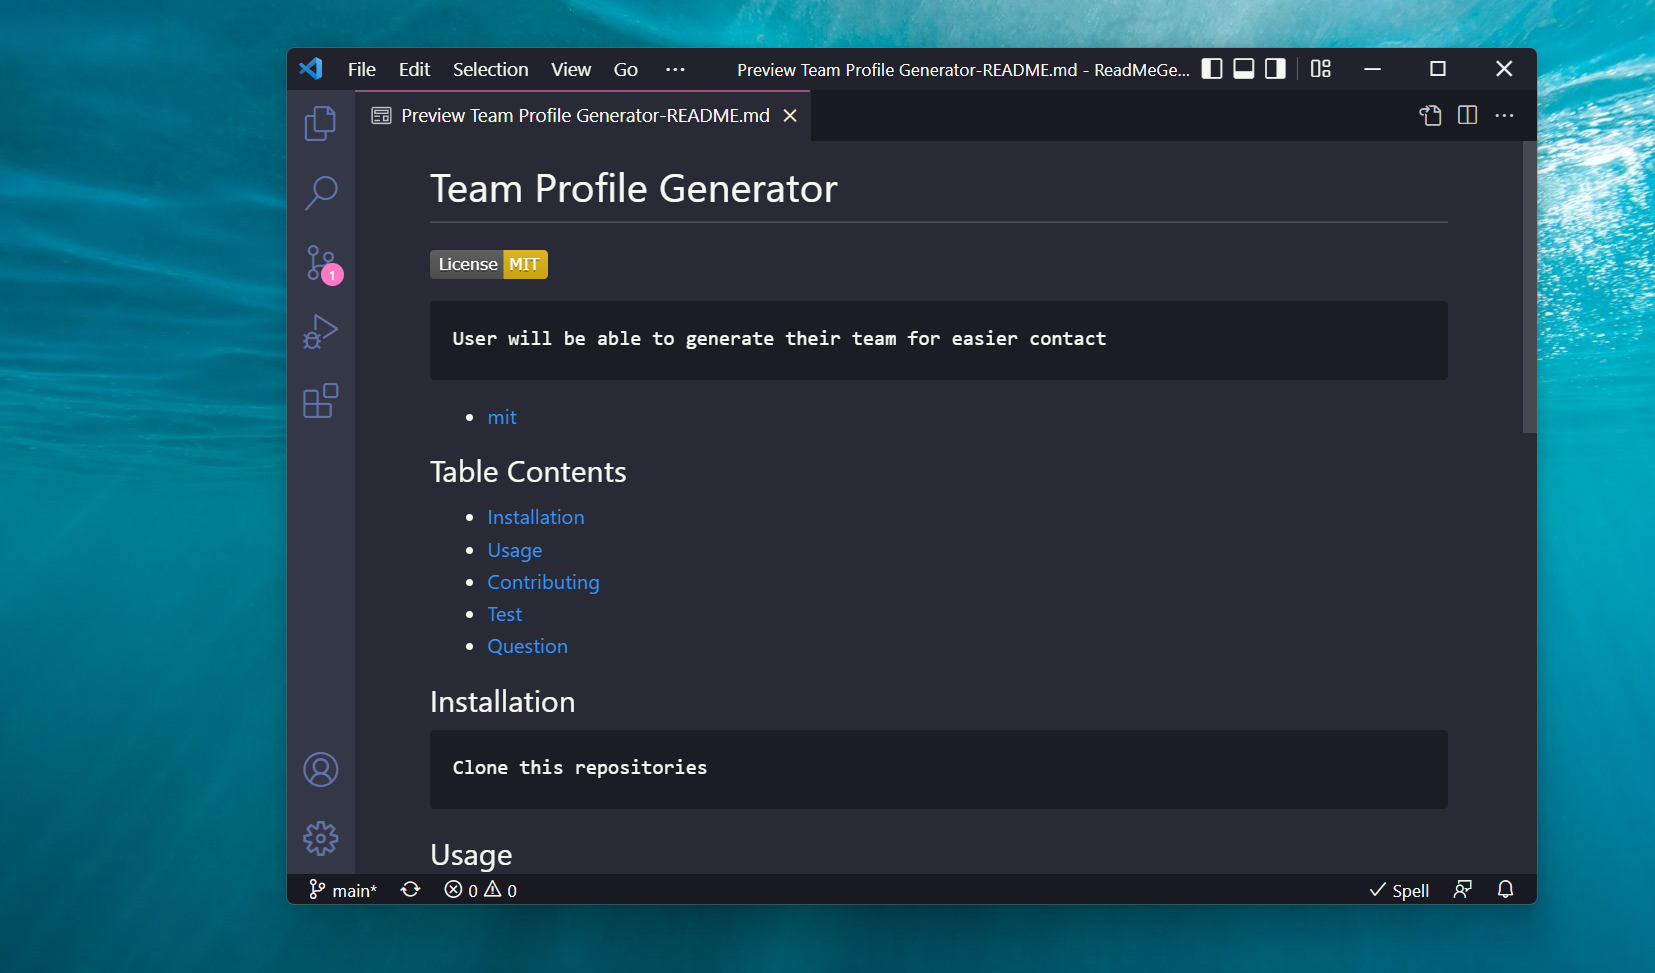 File Edit Selection View Go ··· Preview Team Profile Generator-README.md - ReadMeGe...
Preview Team Profile Generator-README.md
Team Profile Generator
License MIT
User will be able to generate their team for easier contact
mit
Table Contents
Installation
Usage
Contributing
Test
Question
Installation
Clone this repositories
Usage
1
main* 0 0 Spell